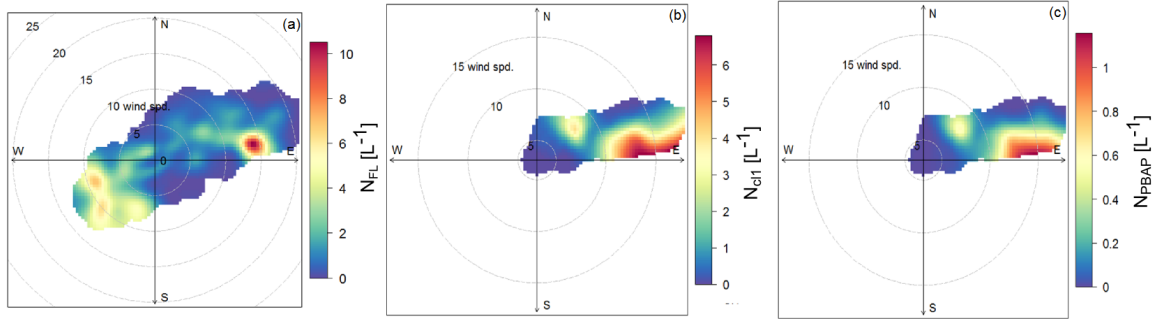 (a)
25
20
15
10 wind spd.
5
0
N
W
E
S
10
8
6
4
2
0
N_FL [L⁻¹]
(b)
15 wind spd.
10
5
N
W
E
S
6
5
4
3
2
1
0
N_cl1 [L⁻¹]
(c)
15 wind spd.
10
5
N
W
E
S
1
0.8
0.6
0.4
0.2
0
N_PBAP [L⁻¹]